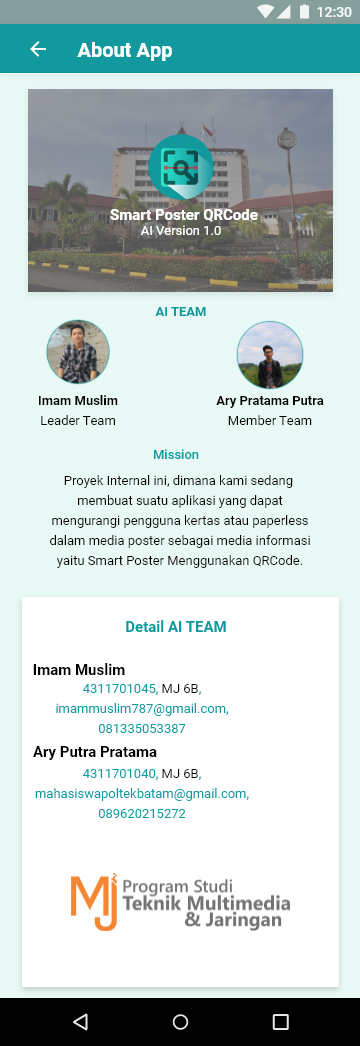 12:30
About App
Smart Poster QRCode
AI Version 1.0
AI TEAM
Imam Muslim
Leader Team
Ary Pratama Putra
Member Team
Mission
Proyek Internal ini, dimana kami sedang
membuat suatu aplikasi yang dapat
mengurangi pengguna kertas atau paperless
dalam media poster sebagai media informasi
yaitu Smart Poster Menggunakan QRCode.
Detail AI TEAM
Imam Muslim
4311701045, MJ 6B,
imammuslim787@gmail.com,
081335053387
Ary Putra Pratama
4311701040, MJ 6B,
mahasiswapoltekbatam@gmail.com,
089620215272
MJ Program Studi
Teknik Multimedia
& Jaringan